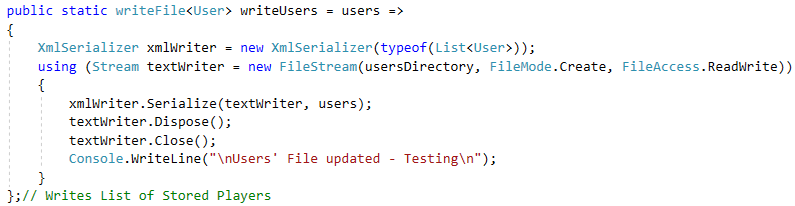 public static writeFile<User> writeUsers = users =>
{
    XmlSerializer xmlWriter = new XmlSerializer(typeof(List<User>));
    using (Stream textWriter = new FileStream(usersDirectory, FileMode.Create, FileAccess.ReadWrite))
    {
        xmlWriter.Serialize(textWriter, users);
        textWriter.Dispose();
        textWriter.Close();
        Console.WriteLine("\nUsers' File updated - Testing\n");
    }
};// Writes List of Stored Players